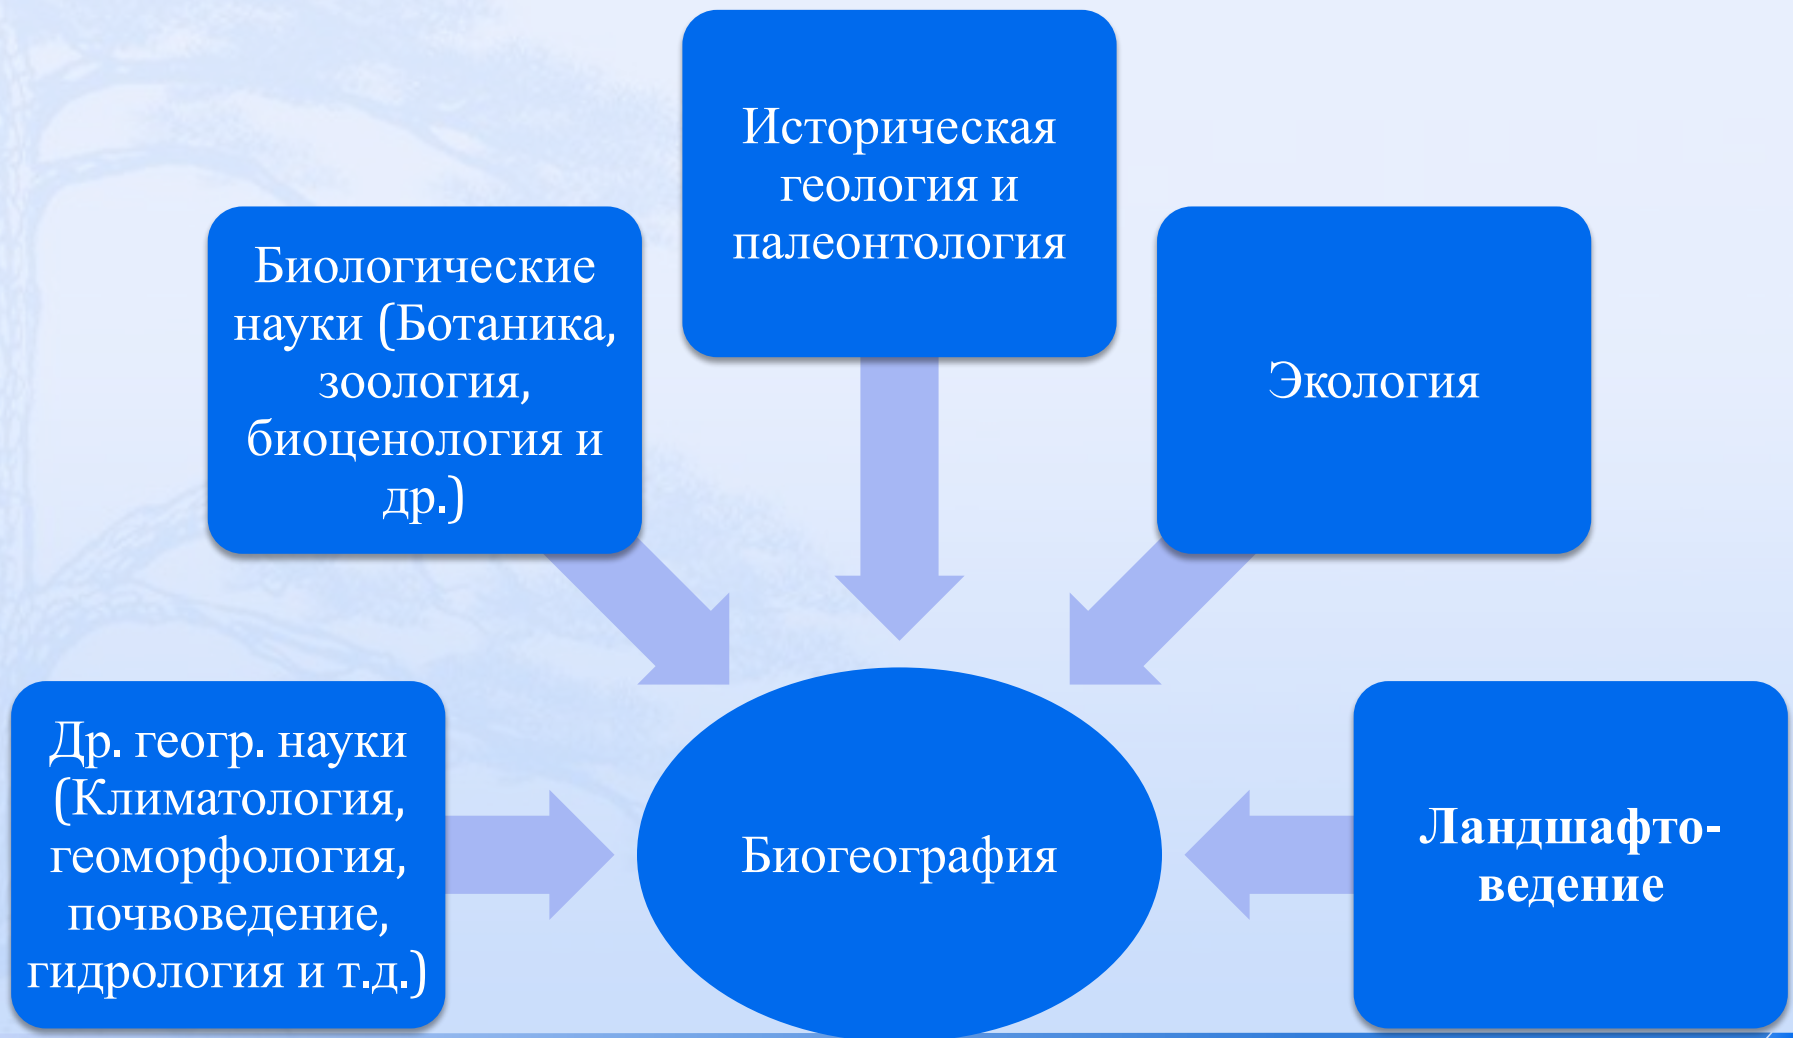 Историческая
геология и
палеонтология
Биологические
науки (Ботаника,
зоология,
биоценология и
др.)
Экология
Др. геогр. науки
(Климатология,
геоморфология,
почвоведение,
гидрология и т.д.)
Биогеография
Ландшафто-
ведение